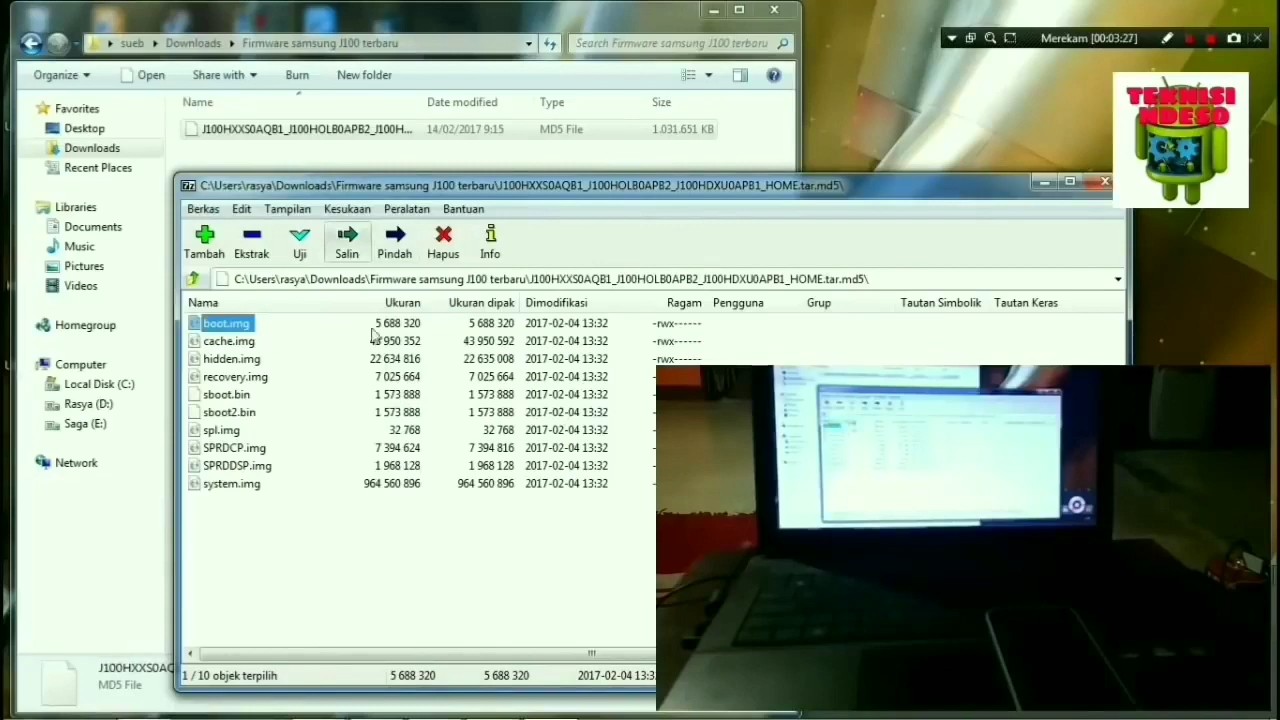 sueb ▸ Downloads ▸ Firmware samsung J100 terbaru
Search Firmware samsung J100 terbaru
Merekam [00:03:27]
Organize Open Share with Burn New folder
TEKNISI
NDESO
Favorites
Desktop
Downloads
Recent Places
Libraries
Documents
Music
Pictures
Videos
Homegroup
Computer
Local Disk (C:)
Rasya (D:)
Saga (E:)
Network
Name Date modified Type Size
J100HXXS0AQB1_J100HOLB0APB2_J100H... 14/02/2017 9:15 MD5 File 1.031.651 KB
C:\Users\rasya\Downloads\Firmware samsung J100 terbaru\J100HXXS0AQB1_J100HOLB0APB2_J100HDXU0APB1_HOME.tar.md5\
Berkas Edit Tampilan Kesukaan Peralatan Bantuan
Tambah Ekstrak Uji Salin Pindah Hapus Info
C:\Users\rasya\Downloads\Firmware samsung J100 terbaru\J100HXXS0AQB1_J100HOLB0APB2_J100HDXU0APB1_HOME.tar.md5\
Nama Ukuran Ukuran dipak Dimodifikasi Ragam Pengguna Grup Tautan Simbolik Tautan Keras
boot.img 5 688 320 5 688 320 2017-02-04 13:32 -rwx------
cache.img 43 950 352 43 950 592 2017-02-04 13:32 -rwx------
hidden.img 22 634 816 22 635 008 2017-02-04 13:32 -rwx------
recovery.img 7 025 664 7 025 664 2017-02-04 13:32
sboot.bin 1 573 888 1 573 888 2017-02-04 13:32
sboot2.bin 1 573 888 1 573 888 2017-02-04 13:32
spl.img 32 768 32 768 2017-02-04 13:32
SPRDCP.img 7 394 624 7 394 816 2017-02-04 13:32
SPRDDSP.img 1 968 128 1 968 128 2017-02-04 13:32
system.img 964 560 896 964 560 896 2017-02-04 13:32
1 / 10 objek terpilih 5 688 320 5 688 320 2017-02-04 13:32
J100HXXS0AQ
MD5 File